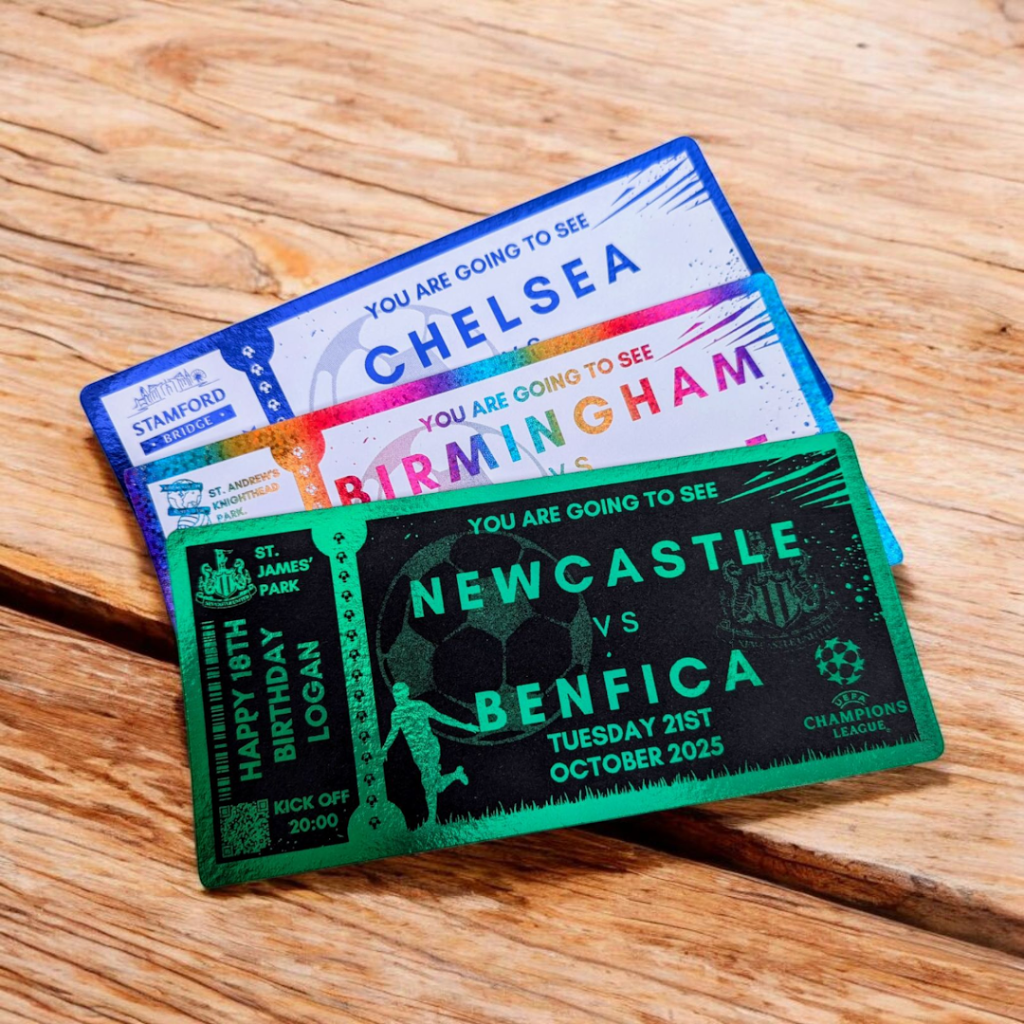 YOU ARE GOING TO SEE
CHELSEA
VS
STAMFORD
BRIDGE
YOU ARE GOING TO SEE
BIRMINGHAM
VS
ST. ANDREW'S
KNIGHTHEAD
PARK.
YOU ARE GOING TO SEE
NEWCASTLE
VS
BENFICA
TUESDAY 21ST
OCTOBER 2025
ST.
JAMES'
PARK
HAPPY 18TH
BIRTHDAY
LOGAN
KICK OFF
20:00
UEFA
CHAMPIONS
LEAGUE